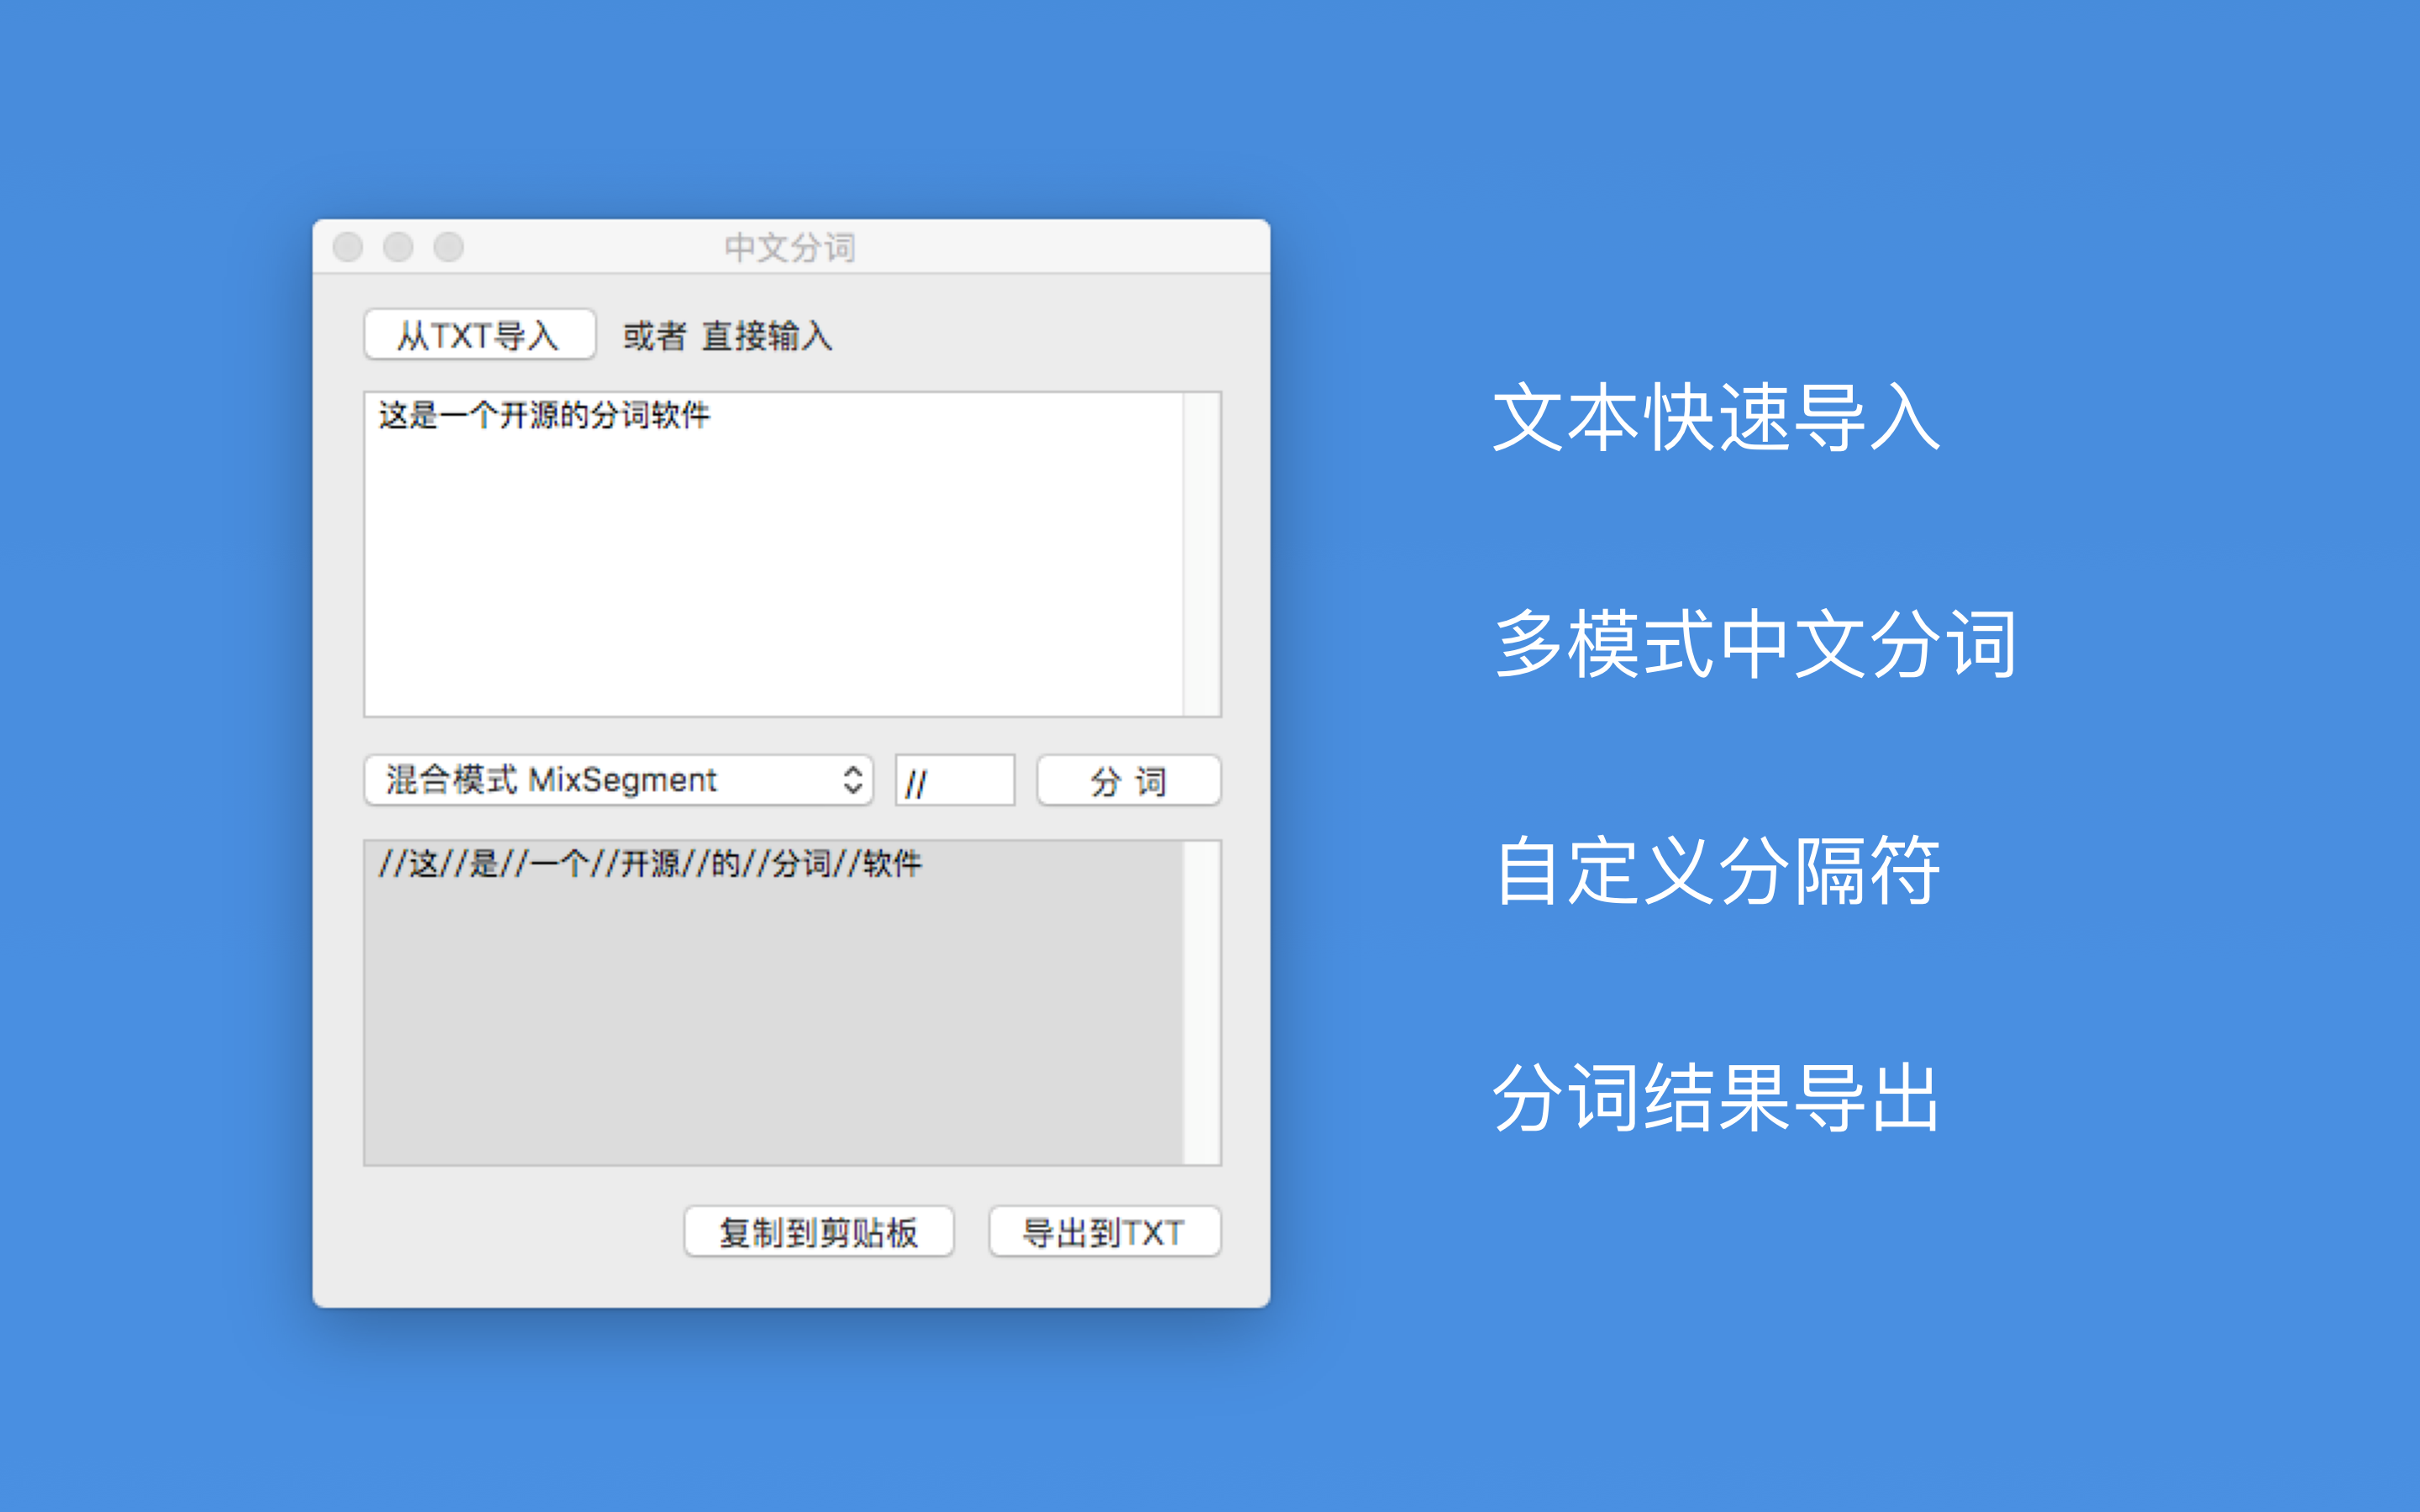 中文分词
从TXT导入 或者 直接输入
这是一个开源的分词软件
混合模式 MixSegment // 分 词
//这//是//一个//开源//的//分词//软件
复制到剪贴板 导出到TXT
文本快速导入
多模式中文分词
自定义分隔符
分词结果导出